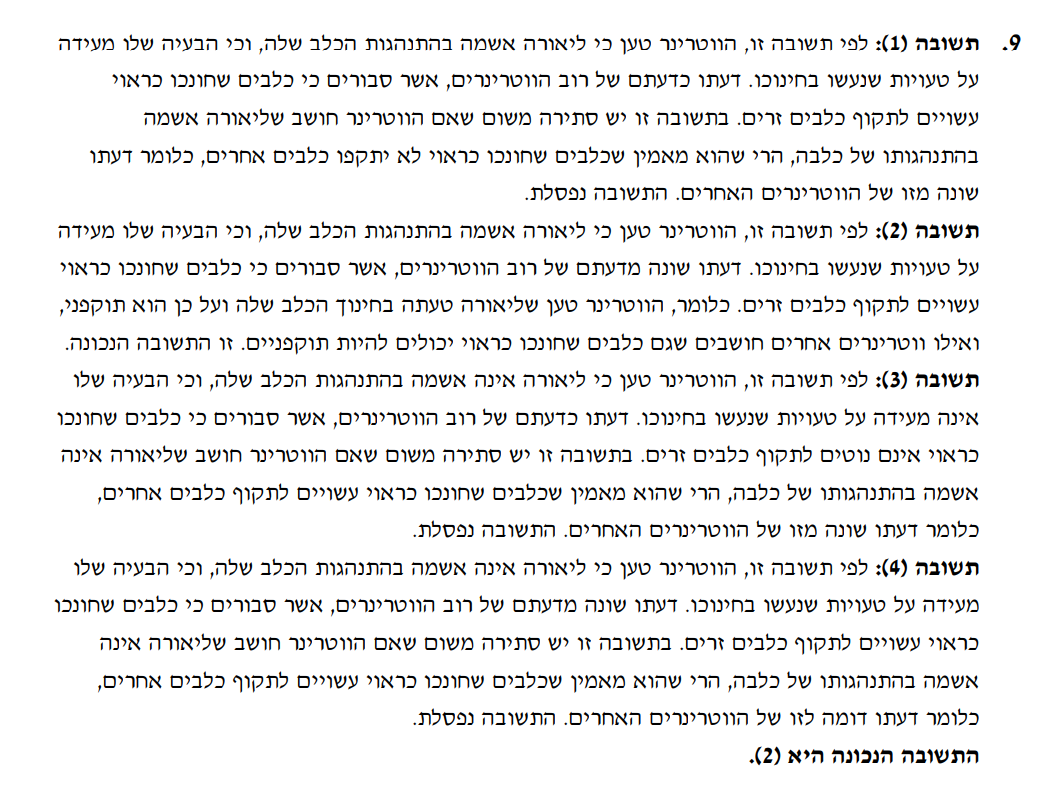 9. תשובה (1): לפי תשובה זו, הווטרינר טען כי ליאורה אשמה בהתנהגות הכלב שלה, וכי הבעיה שלו מעידה
על טעויות שנעשו בחינוכו. דעתו כדעתם של רוב הווטרינרים, אשר סבורים כי כלבים שחונכו כראוי
עשויים לתקוף כלבים זרים. בתשובה זו יש סתירה משום שאם הווטרינר חושב שליאורה אשמה
בהתנהגותו של כלבה, הרי שהוא מאמין שכלבים שחונכו כראוי לא יתקפו כלבים אחרים, כלומר דעתו
שונה מזו של הווטרינרים האחרים. התשובה נפסלת.
תשובה (2): לפי תשובה זו, הווטרינר טען כי ליאורה אשמה בהתנהגות הכלב שלה, וכי הבעיה שלו מעידה
על טעויות שנעשו בחינוכו. דעתו שונה מדעתם של רוב הווטרינרים, אשר סבורים כי כלבים שחונכו כראוי
עשויים לתקוף כלבים זרים. כלומר, הווטרינר טען שליאורה טעתה בחינוך הכלב שלה ועל כן הוא תוקפני,
ואילו ווטרינרים אחרים חושבים שגם כלבים שחונכו כראוי יכולים להיות תוקפניים. זו התשובה הנכונה.
תשובה (3): לפי תשובה זו, הווטרינר טען כי ליאורה אינה אשמה בהתנהגות הכלב שלה, וכי הבעיה שלו
אינה מעידה על טעויות שנעשו בחינוכו. דעתו כדעתם של רוב הווטרינרים, אשר סבורים כי כלבים שחונכו
כראוי אינם נוטים לתקוף כלבים זרים. בתשובה זו יש סתירה משום שאם הווטרינר חושב שליאורה אינה
אשמה בהתנהגותו של כלבה, הרי שהוא מאמין שכלבים שחונכו כראוי עשויים לתקוף כלבים אחרים,
כלומר דעתו שונה מזו של הווטרינרים האחרים. התשובה נפסלת.
תשובה (4): לפי תשובה זו, הווטרינר טען כי ליאורה אינה אשמה בהתנהגות הכלב שלה, וכי הבעיה שלו
מעידה על טעויות שנעשו בחינוכו. דעתו שונה מדעתם של רוב הווטרינרים, אשר סבורים כי כלבים שחונכו
כראוי עשויים לתקוף כלבים זרים. בתשובה זו יש סתירה משום שאם הווטרינר חושב שליאורה אינה
אשמה בהתנהגותו של כלבה, הרי שהוא מאמין שכלבים שחונכו כראוי עשויים לתקוף כלבים אחרים,
כלומר דעתו דומה לזו של הווטרינרים האחרים. התשובה נפסלת.
התשובה הנכונה היא (2).